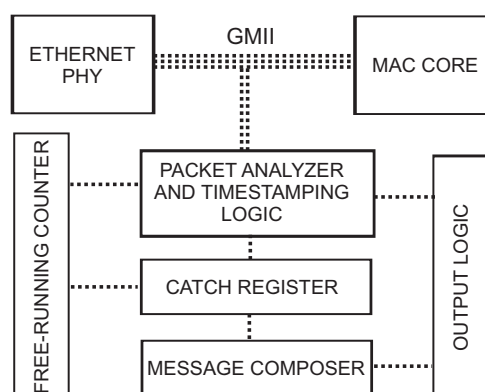 ETHERNET
PHY
GMII
MAC CORE
FREE-RUNNING COUNTER
PACKET ANALYZER
AND TIMESTAMPING
LOGIC
OUTPUT LOGIC
CATCH REGISTER
MESSAGE COMPOSER